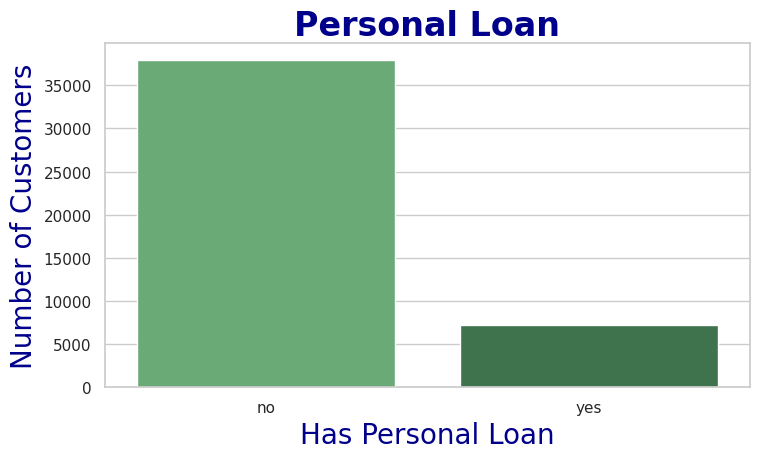 Personal Loan
Number of Customers
35000
30000
25000
20000
15000
10000
5000
0
no
yes
Has Personal Loan